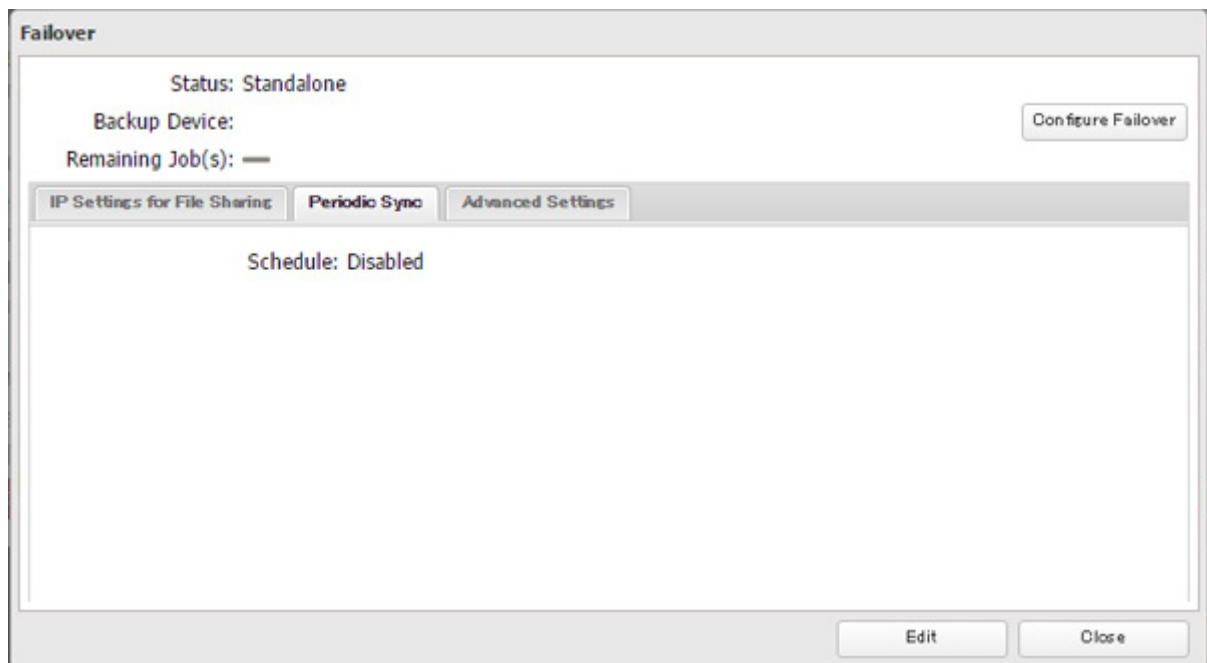 Failover
Status: Standalone
Backup Device:
Configure Failover
Remaining Job(s): —
IP Settings for File Sharing
Periodic Sync
Advanced Settings
Schedule: Disabled
Edit
Close